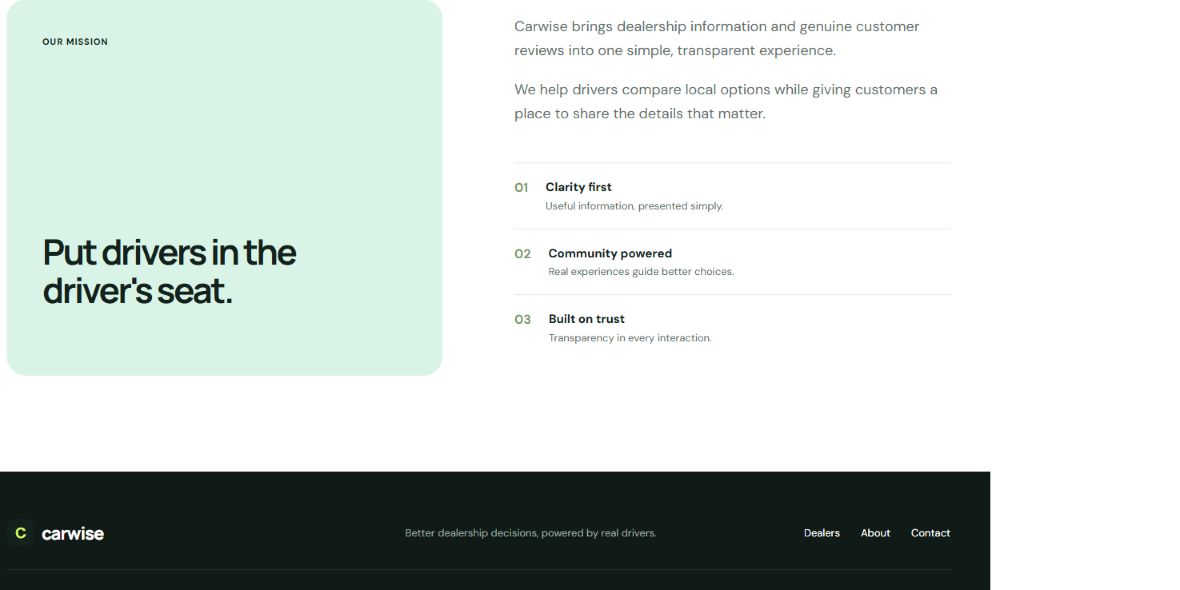 OUR MISSION
Put drivers in the
driver's seat.
Carwise brings dealership information and genuine customer
reviews into one simple, transparent experience.
We help drivers compare local options while giving customers a
place to share the details that matter.
01 Clarity first
Useful information, presented simply.
02 Community powered
Real experiences guide better choices.
03 Built on trust
Transparency in every interaction.
C carwise
Better dealership decisions, powered by real drivers.
Dealers About Contact